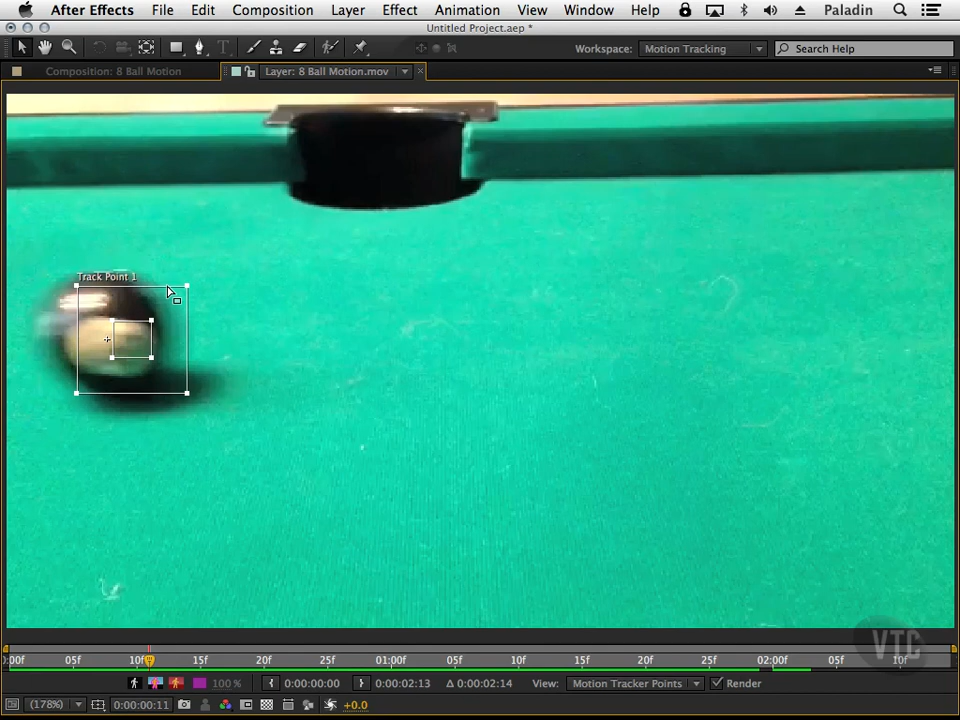 After Effects File Edit Composition Layer Effect Animation View Window Help Paladin
Untitled Project.aep *
T Workspace: Motion Tracking Search Help
Composition: 8 Ball Motion Layer: 8 Ball Motion.mov
Track Point 1
VTC
:00f 05f 10f 15f 20f 25f 01:00f 05f 10f 15f 20f 25f 02:00f 05f 10f
100 % 0:00:00:00 0:00:02:13 Δ 0:00:02:14 View: Motion Tracker Points Render
(178%) 0:00:00:11 +0.0